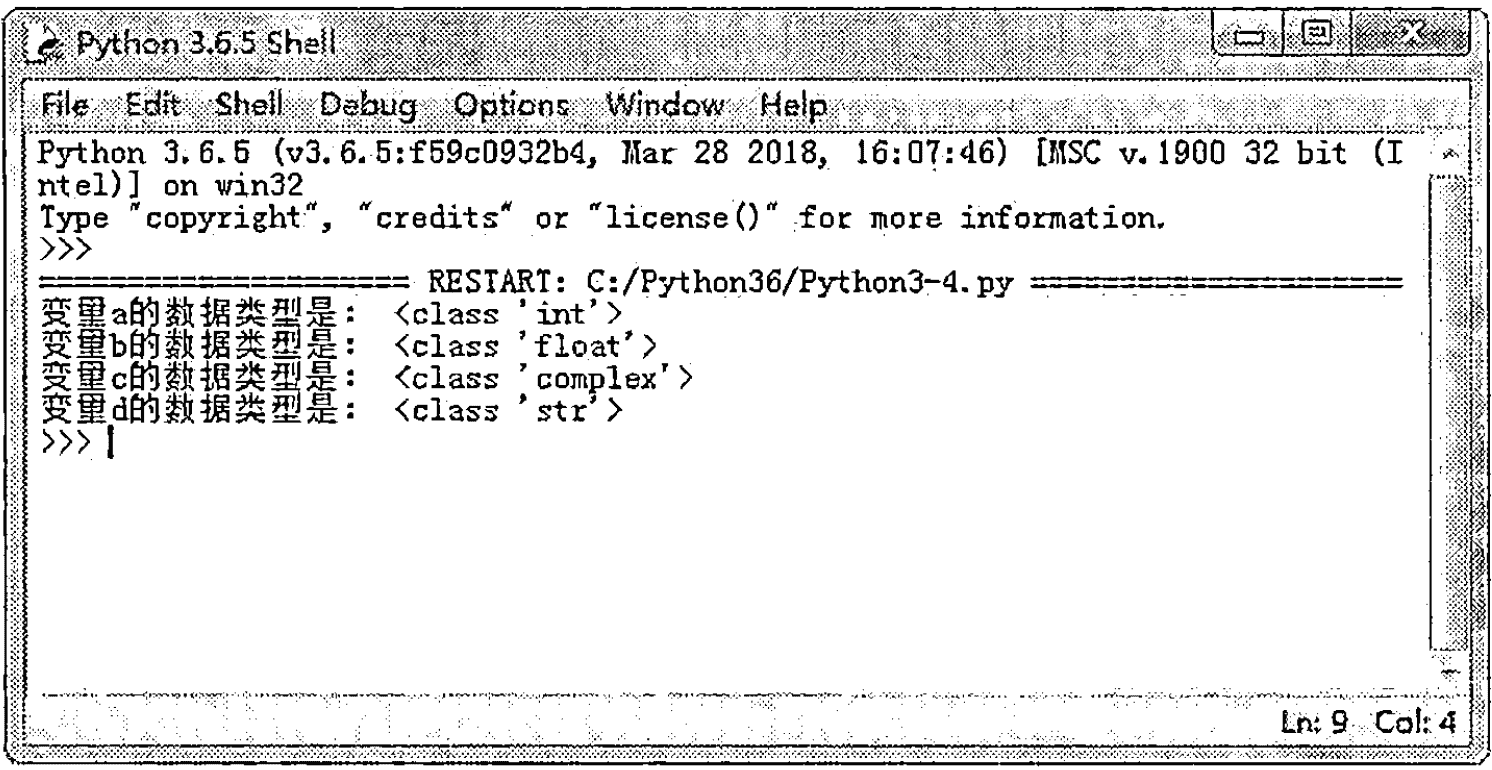 Python 3.6.5 Shell
File Edit Shell Debug Options Window Help
Python 3.6.5 (v3.6.5:f59c0932b4, Mar 28 2018, 16:07:46) [MSC v.1900 32 bit (I
ntel)] on win32
Type "copyright", "credits" or "license()" for more information.
>>>
===================== RESTART: C:/Python36/Python3-4.py =====================
变量a的数据类型是: <class 'int'>
变量b的数据类型是: <class 'float'>
变量c的数据类型是: <class 'complex'>
变量d的数据类型是: <class 'str'>
>>>
Ln: 9 Col: 4